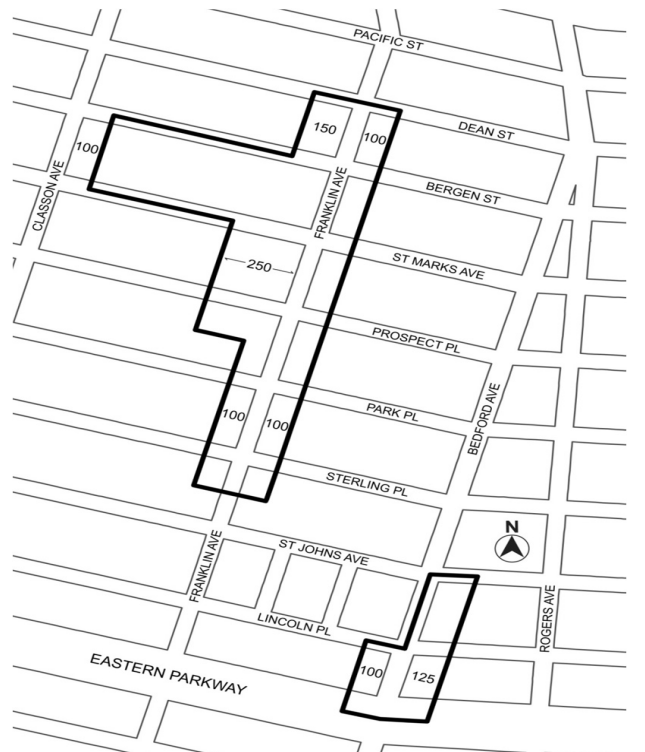 PACIFIC ST
DEAN ST
150
100
100
CLASSON AVE
FRANKLIN AVE
BERGEN ST
ST MARKS AVE
250
PROSPECT PL
PARK PL
BEDFORD AVE
100
100
STERLING PL
N
ST JOHNS AVE
FRANKLIN AVE
ROGERS AVE
LINCOLN PL
EASTERN PARKWAY
100
125